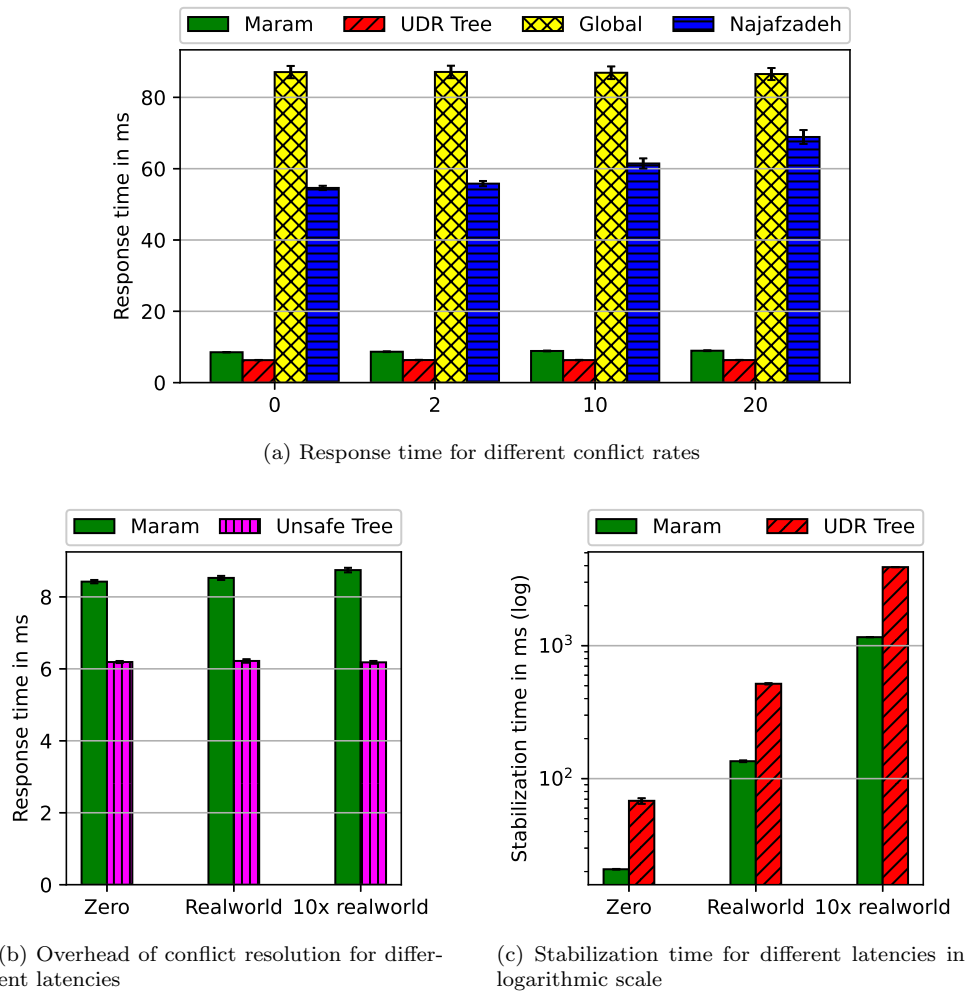 Maram UDR Tree Global Najafzadeh
Response time in ms
80
60
40
20
0
0 2 10 20
(a) Response time for different conflict rates
Maram Unsafe Tree
Response time in ms
8
6
4
2
0
Zero Realworld 10x realworld
(b) Overhead of conflict resolution for differ-
ent latencies
Maram UDR Tree
Stabilization time in ms (log)
10³
10²
Zero Realworld 10x realworld
(c) Stabilization time for different latencies in
logarithmic scale